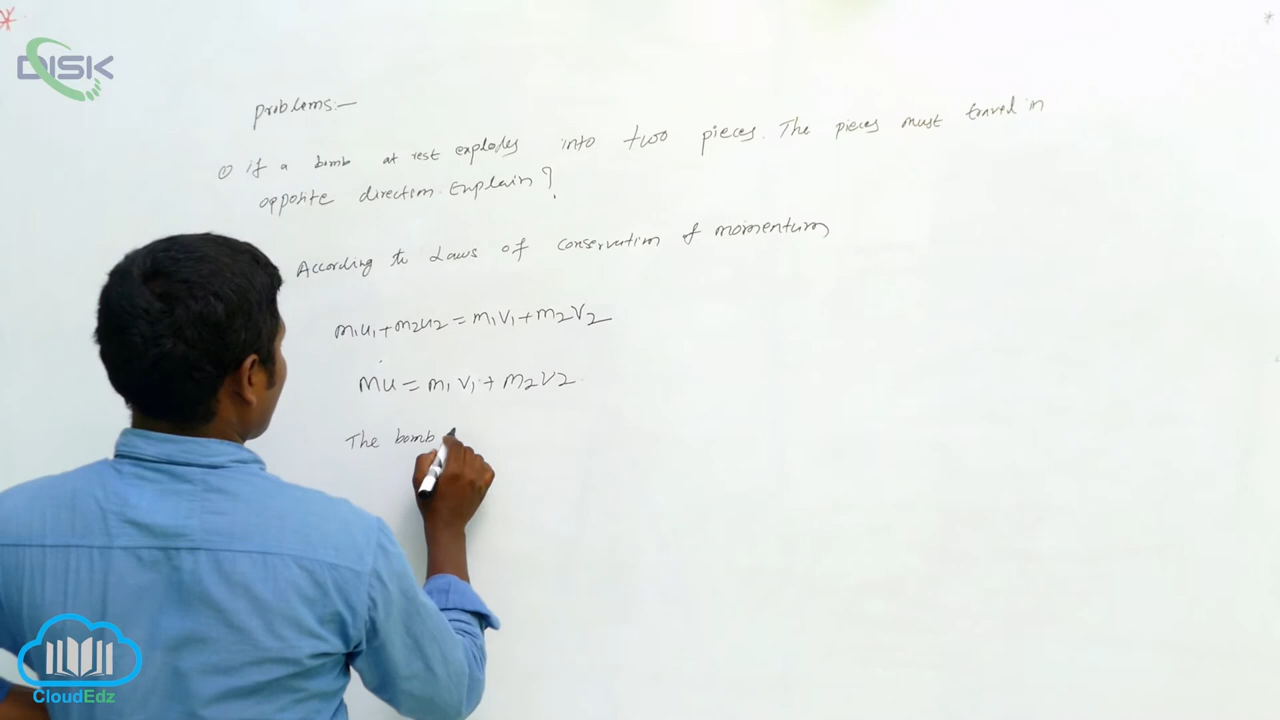 DISK
Problems:-
① if a bomb at rest explodes into two pieces. The pieces must travel in
opposite direction. Explain?
According to Laws of conservation of momentum
m1u1+m2u2=m1v1+m2v2
Mu=m1v1+m2v2
The bomb
CloudEdz